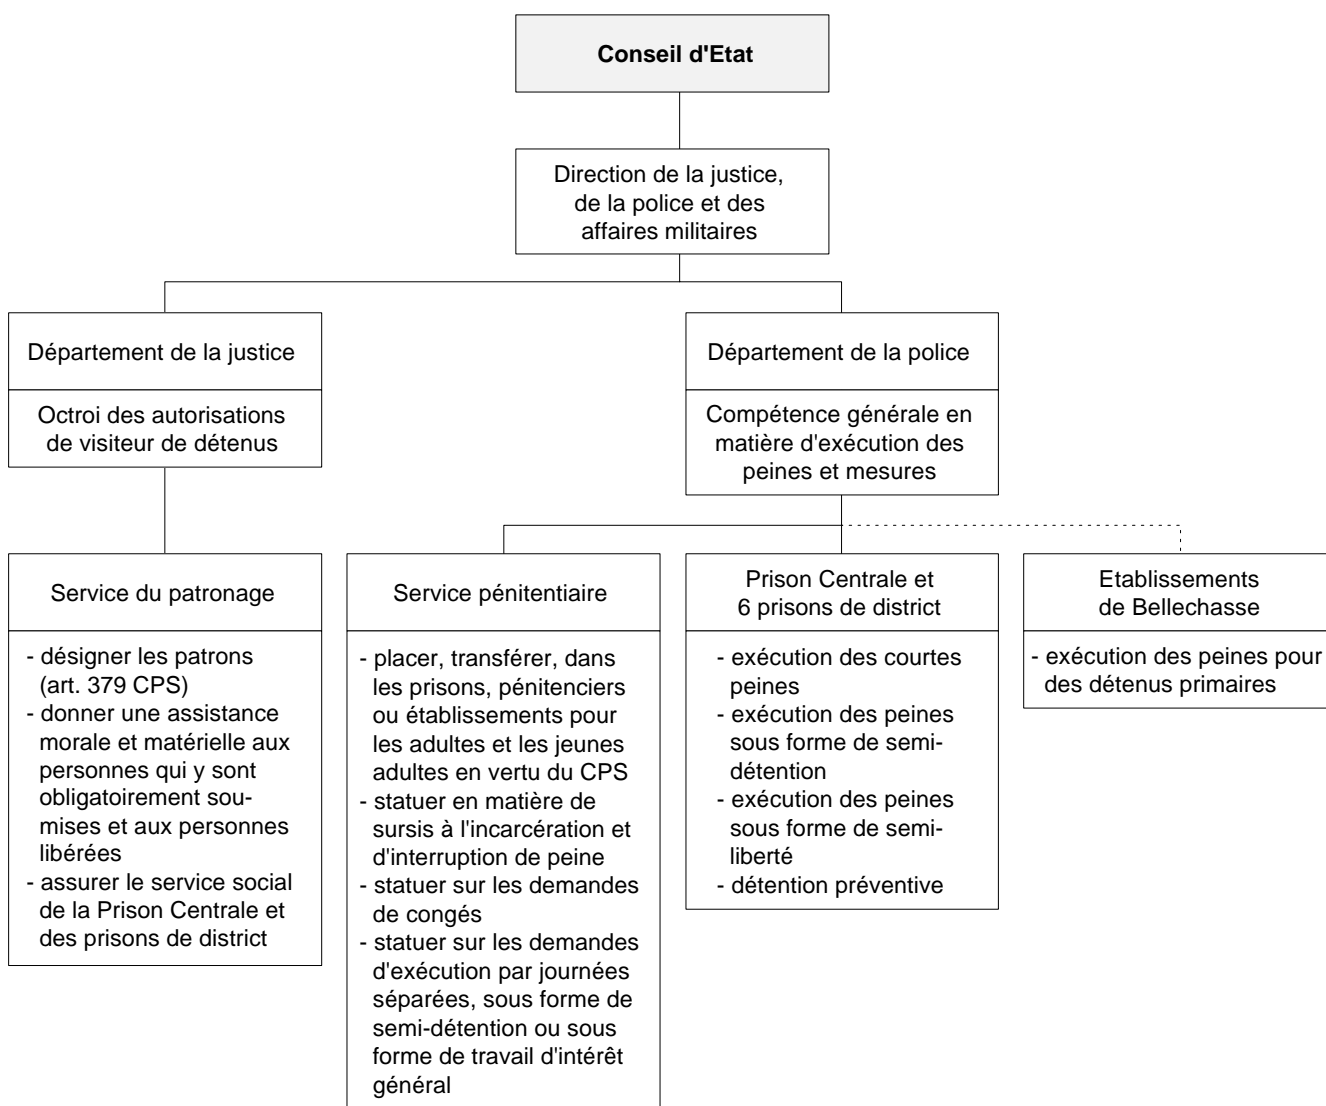 Conseil d'Etat
Direction de la justice,
de la police et des
affaires militaires
Département de la justice
Octroi des autorisations
de visiteur de détenus
Département de la police
Compétence générale en
matière d'exécution des
peines et mesures
Service du patronage
- désigner les patrons
(art. 379 CPS)
- donner une assistance
morale et matérielle aux
personnes qui y sont
obligatoirement sou-
mises et aux personnes
libérées
- assurer le service social
de la Prison Centrale et
des prisons de district
Service pénitentiaire
- placer, transférer, dans
les prisons, pénitenciers
ou établissements pour
les adultes et les jeunes
adultes en vertu du CPS
- statuer en matière de
sursis à l'incarcération et
d'interruption de peine
- statuer sur les demandes
de congés
- statuer sur les demandes
d'exécution par journées
séparées, sous forme de
semi-détention ou sous
forme de travail d'intérêt
général
Prison Centrale et
6 prisons de district
- exécution des courtes
peines
- exécution des peines
sous forme de semi-
détention
- exécution des peines
sous forme de semi-
liberté
- détention préventive
Etablissements
de Bellechasse
- exécution des peines pour
des détenus primaires